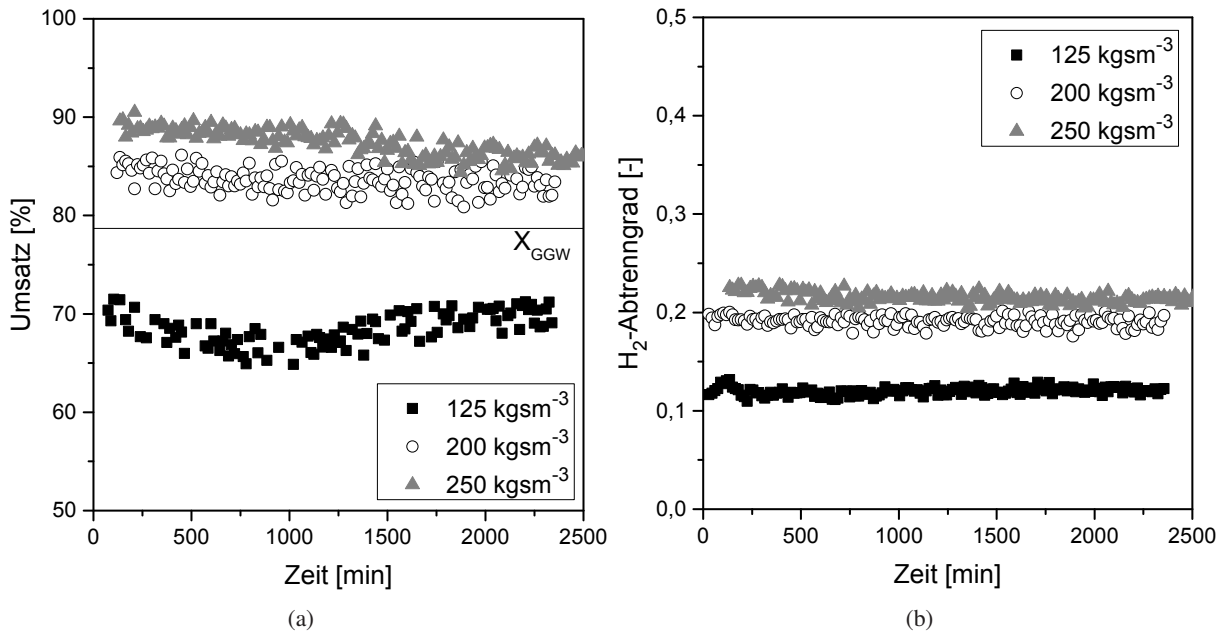 100
90
80
70
60
50
Umsatz [%]
X_GGW
125 kgsm^-3
200 kgsm^-3
250 kgsm^-3
0 500 1000 1500 2000 2500
Zeit [min]
(a)
0,5
0,4
0,3
0,2
0,1
0,0
H₂-Abtrenngrad [-]
125 kgsm^-3
200 kgsm^-3
250 kgsm^-3
0 500 1000 1500 2000 2500
Zeit [min]
(b)